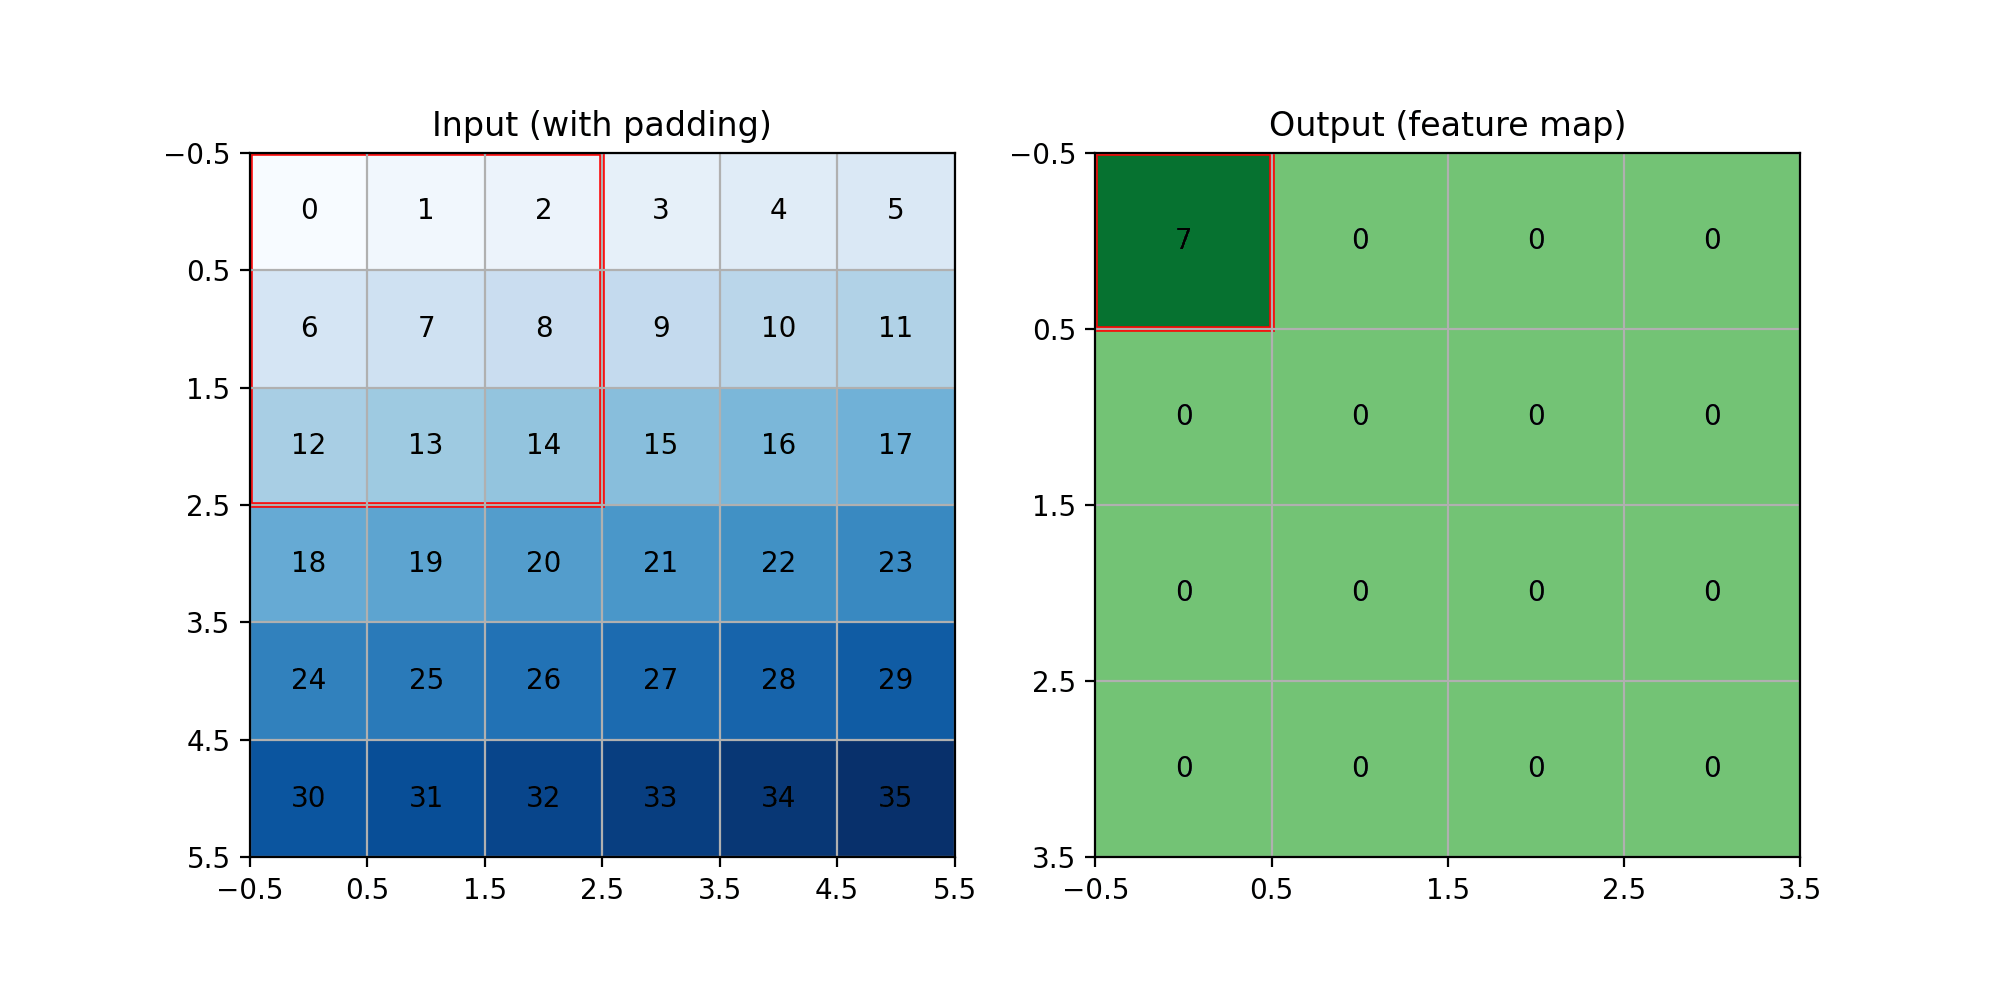 Input (with padding)
−0.5
0.5
1.5
2.5
3.5
4.5
5.5
0 1 2 3 4 5
6 7 8 9 10 11
12 13 14 15 16 17
18 19 20 21 22 23
24 25 26 27 28 29
30 31 32 33 34 35
−0.5 0.5 1.5 2.5 3.5 4.5 5.5
Output (feature map)
−0.5
0.5
1.5
2.5
3.5
7 0 0 0
0 0 0 0
0 0 0 0
0 0 0 0
−0.5 0.5 1.5 2.5 3.5